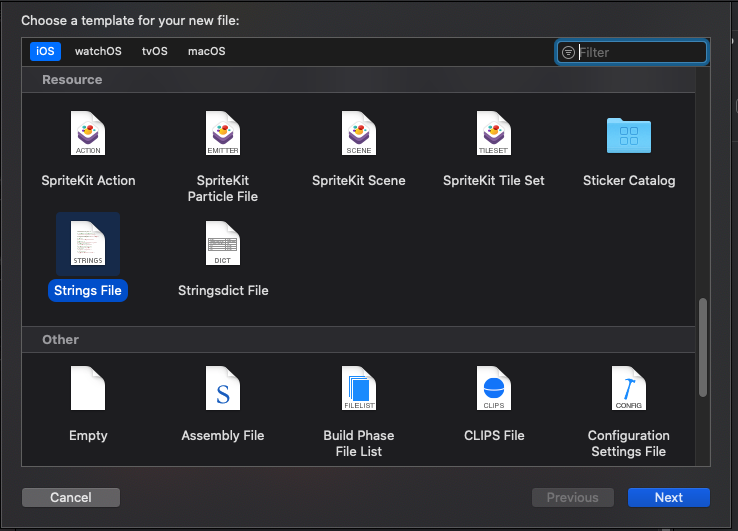 Choose a template for your new file:
iOS watchOS tvOS macOS Filter
Resource
ACTION EMITTER SCENE TILESET
SpriteKit Action SpriteKit Particle File SpriteKit Scene SpriteKit Tile Set Sticker Catalog
STRINGS DICT
Strings File Stringsdict File
Other
S FILELIST CLIPS CONFIG
Empty Assembly File Build Phase File List CLIPS File Configuration Settings File
Cancel Previous Next